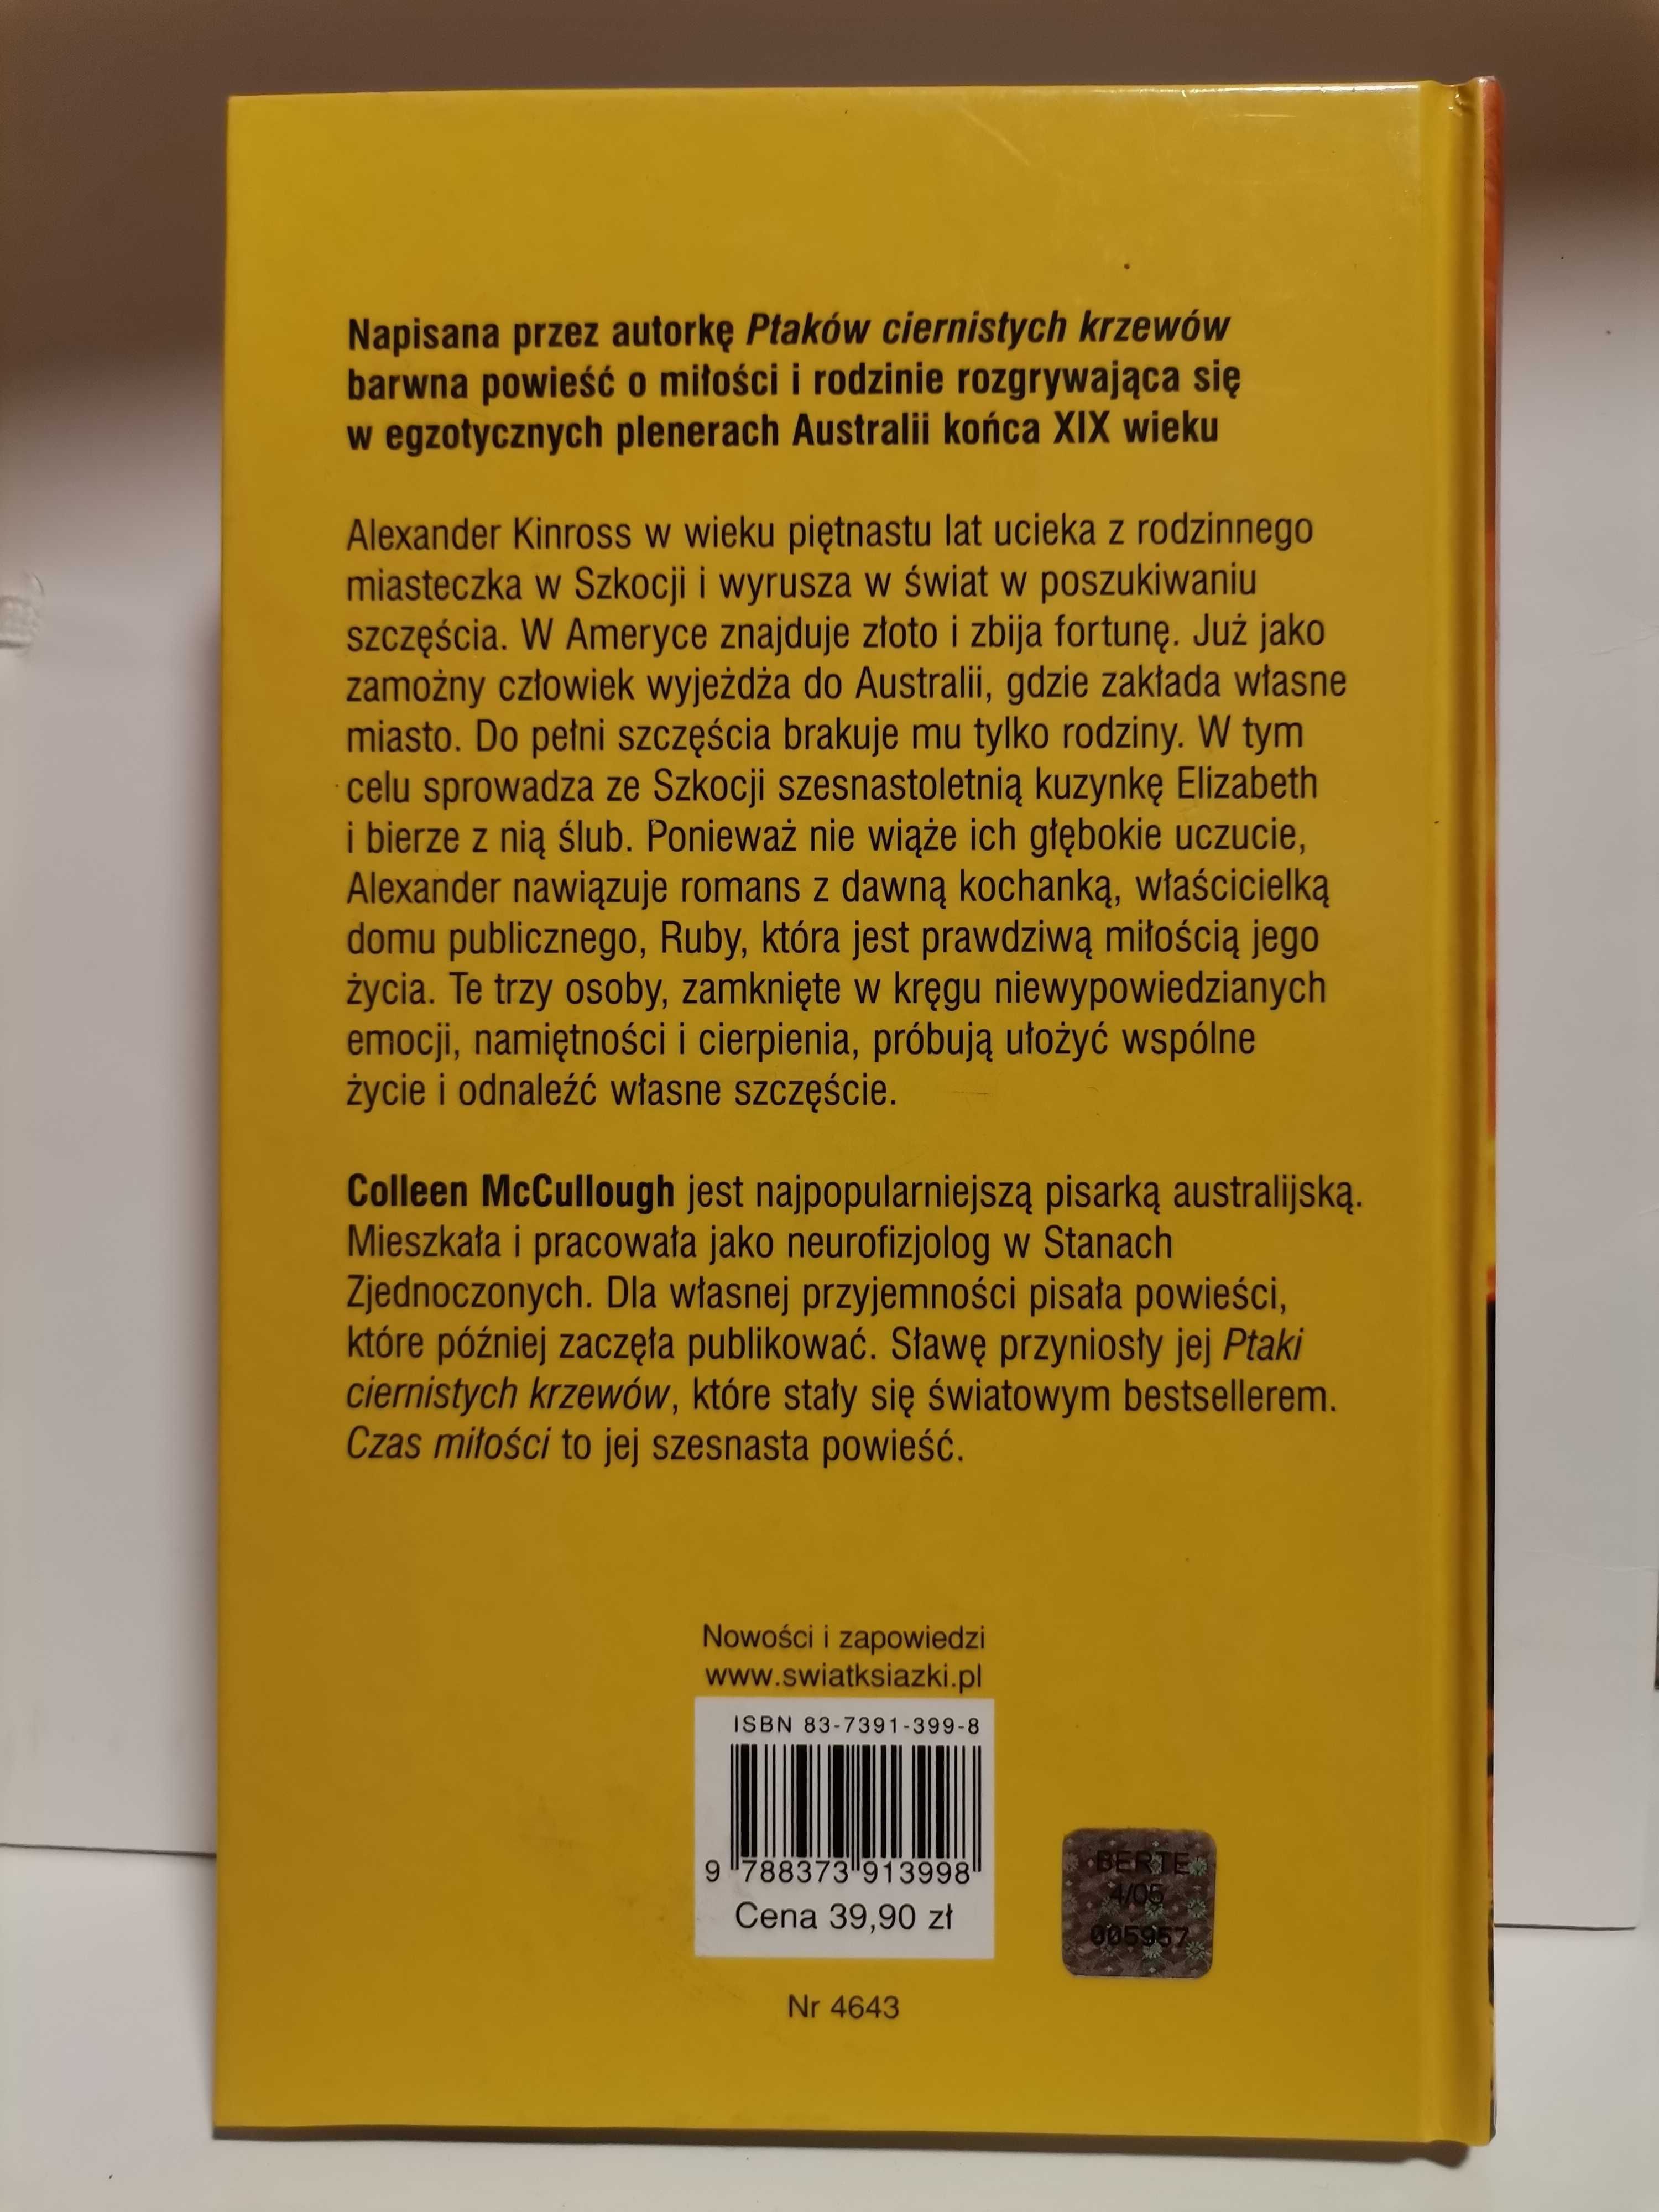 Napisana przez autorkę Ptaków ciernistych krzewów
barwna powieść o miłości i rodzinie rozgrywająca się
w egzotycznych plenerach Australii końca XIX wieku
Alexander Kinross w wieku piętnastu lat ucieka z rodzinnego
miasteczka w Szkocji i wyrusza w świat w poszukiwaniu
szczęścia. W Ameryce znajduje złoto i zbija fortunę. Już jako
zamożny człowiek wyjeżdża do Australii, gdzie zakłada własne
miasto. Do pełni szczęścia brakuje mu tylko rodziny. W tym
celu sprowadza ze Szkocji szesnastoletnią kuzynkę Elizabeth
i bierze z nią ślub. Ponieważ nie wiąże ich głębokie uczucie,
Alexander nawiązuje romans z dawną kochanką, właścicielką
domu publicznego, Ruby, która jest prawdziwą miłością jego
życia. Te trzy osoby, zamknięte w kręgu niewypowiedzianych
emocji, namiętności i cierpienia, próbują ułożyć wspólne
życie i odnaleźć własne szczęście.
Colleen McCullough jest najpopularniejszą pisarką australijską.
Mieszkała i pracowała jako neurofizjolog w Stanach
Zjednoczonych. Dla własnej przyjemności pisała powieści,
które później zaczęła publikować. Sławę przyniosły jej Ptaki
ciernistych krzewów, które stały się światowym bestsellerem.
Czas miłości to jej szesnasta powieść.
Nowości i zapowiedzi
www.swiatksiazki.pl
ISBN 83-7391-399-8
9 788373 913998
Cena 39,90 zł
BERTE
4/05
005957
Nr 4643